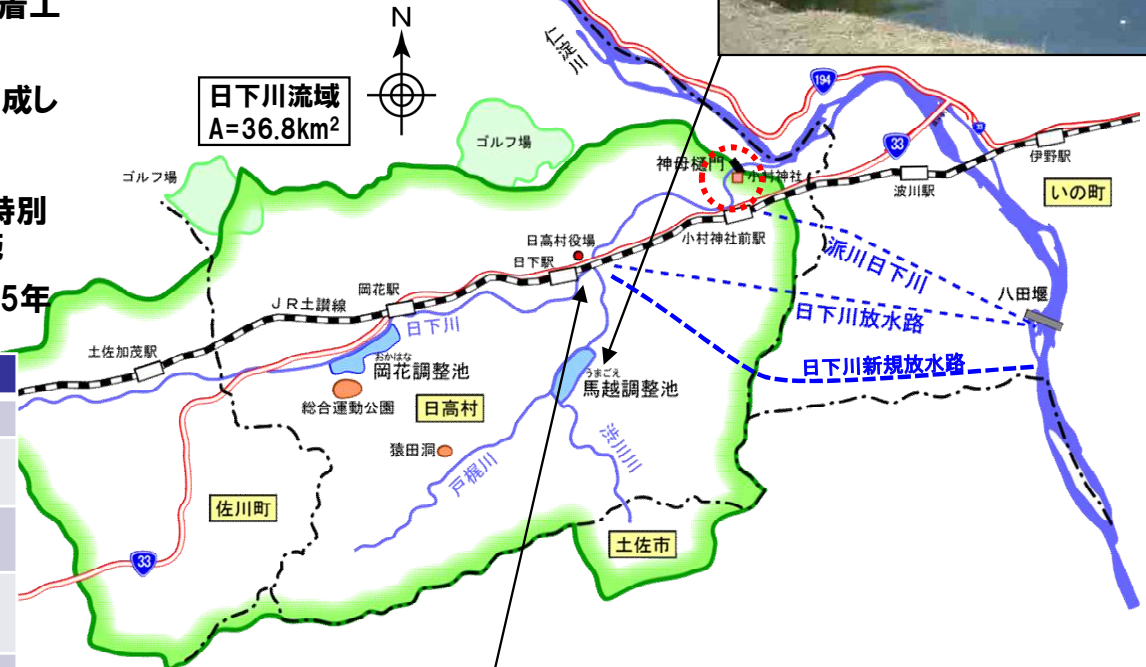 着工
成し
特別
5年
N
日下川流域
A=36.8km²
仁淀川
194
33
ゴルフ場
ゴルフ場
神母樋門
小村神社
伊野駅
波川駅
いの町
小村神社前駅
日高村役場
日下駅
岡花駅
JR土讃線
日下川
土佐加茂駅
おかはな
岡花調整池
総合運動公園
日高村
猿田洞
うまごえ
馬越調整池
戸梶川
渋川川
派川日下川
日下川放水路
日下川新規放水路
八田堰
佐川町
土佐市
33